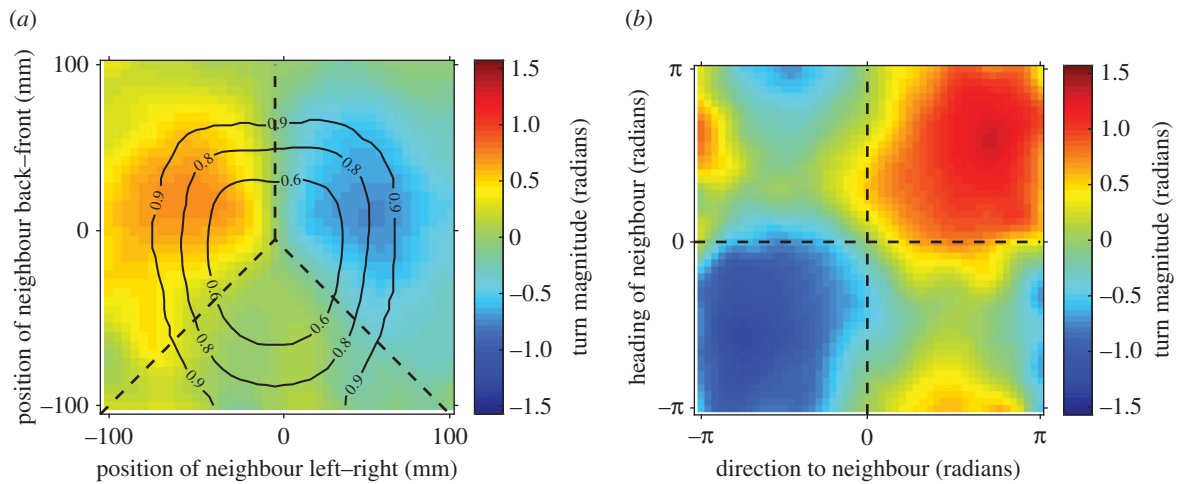 (a)
position of neighbour back–front (mm)
100
0
–100
–100
0
100
position of neighbour left–right (mm)
0.9
0.8
0.6
0.9
0.8
0.9
0.6
0.6
0.8
0.8
0.9
0.9
1.5
1.0
0.5
0
–0.5
–1.0
–1.5
turn magnitude (radians)
(b)
heading of neighbour (radians)
π
0
–π
–π
0
π
direction to neighbour (radians)
1.5
1.0
0.5
0
–0.5
–1.0
–1.5
turn magnitude (radians)